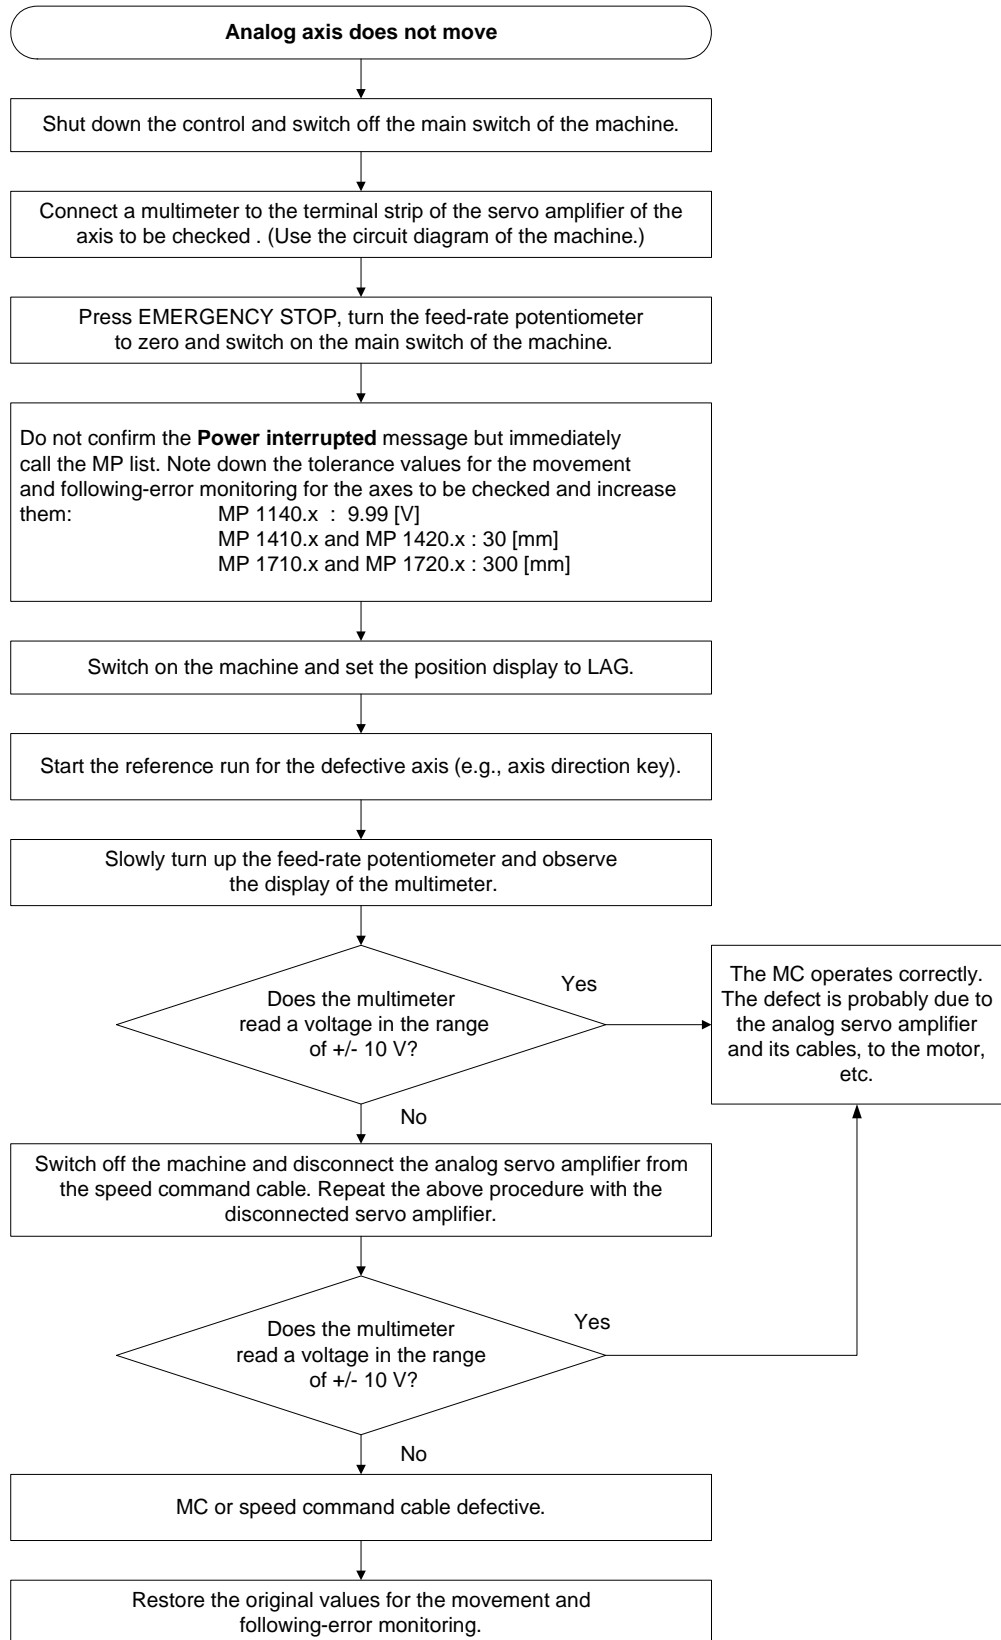 Analog axis does not move
Shut down the control and switch off the main switch of the machine.
Connect a multimeter to the terminal strip of the servo amplifier of the
axis to be checked . (Use the circuit diagram of the machine.)
Press EMERGENCY STOP, turn the feed-rate potentiometer
to zero and switch on the main switch of the machine.
Do not confirm the Power interrupted message but immediately
call the MP list. Note down the tolerance values for the movement
and following-error monitoring for the axes to be checked and increase
them: MP 1140.x : 9.99 [V]
MP 1410.x and MP 1420.x : 30 [mm]
MP 1710.x and MP 1720.x : 300 [mm]
Switch on the machine and set the position display to LAG.
Start the reference run for the defective axis (e.g., axis direction key).
Slowly turn up the feed-rate potentiometer and observe
the display of the multimeter.
Does the multimeter
read a voltage in the range
of +/- 10 V?
Yes
The MC operates correctly.
The defect is probably due to
the analog servo amplifier
and its cables, to the motor,
etc.
No
Switch off the machine and disconnect the analog servo amplifier from
the speed command cable. Repeat the above procedure with the
disconnected servo amplifier.
Does the multimeter
read a voltage in the range
of +/- 10 V?
Yes
No
MC or speed command cable defective.
Restore the original values for the movement and
following-error monitoring.